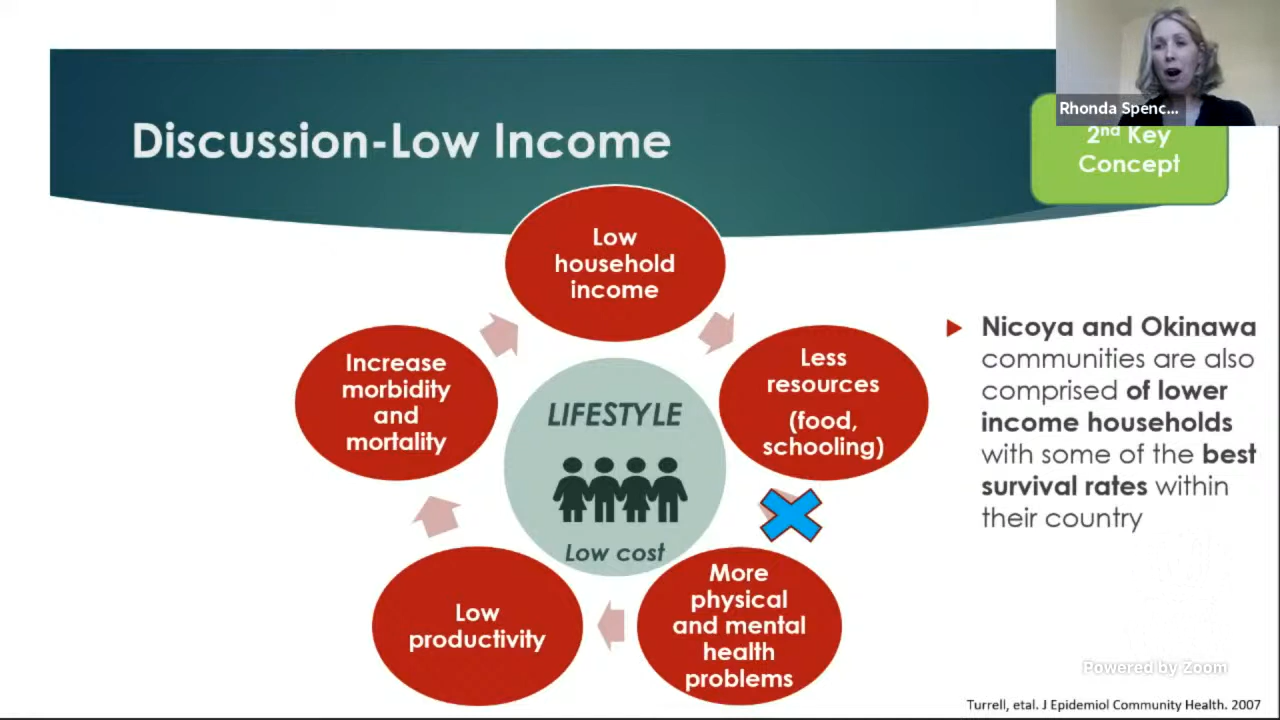 Rhonda Spenc...
2nd Key
Concept
Discussion-Low Income
Low
household
income
Less
resources
(food,
schooling)
More
physical
and mental
health
problems
Low
productivity
Increase
morbidity
and
mortality
LIFESTYLE
Low cost
Nicoya and Okinawa
communities are also
comprised of lower
income households
with some of the best
survival rates within
their country
Powered by Zoom
Turrell, etal. J Epidemiol Community Health. 2007